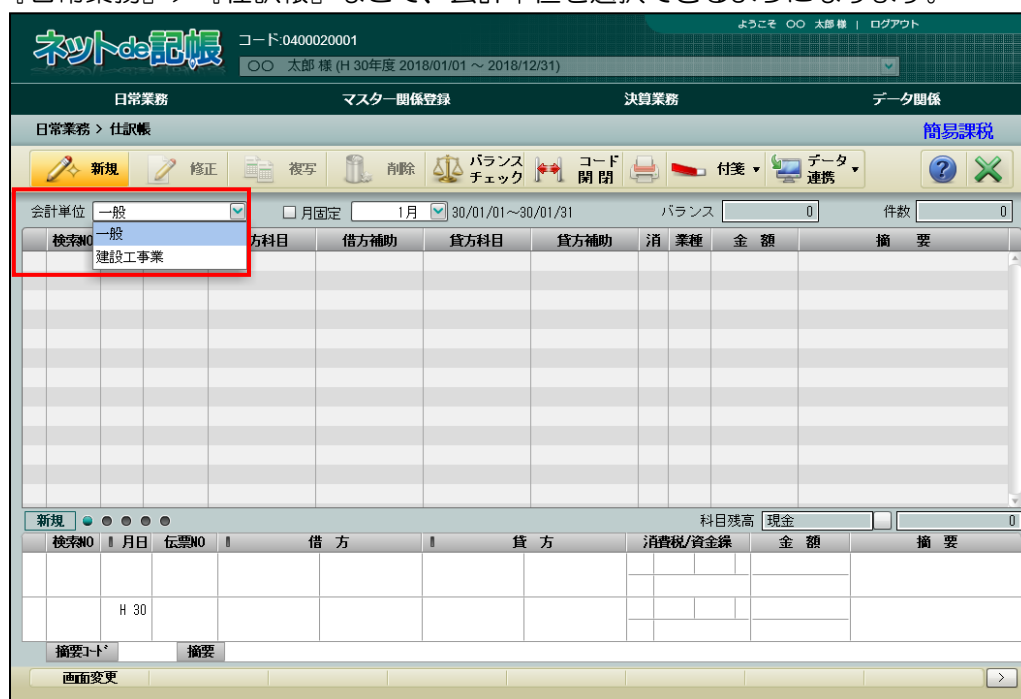 『日常業務』＞『仕訳帳』などで、会計単位を選択できるようになります。
ようこそ 〇〇 太郎 様 | ログアウト
ネットde記帳 コード:0400020001
〇〇 太郎 様 (H 30年度 2018/01/01 ～ 2018/12/31)
日常業務 マスター関係登録 決算業務 データ関係
日常業務 > 仕訳帳 簡易課税
新規 修正 複写 削除 バランスチェック コード開閉 付箋 データ連携
会計単位 一般 月固定 1月 30/01/01～30/01/31 バランス 0 件数 0
検索NO 方科目 借方補助 貸方科目 貸方補助 消 業種 金 額 摘 要
一般
建設工事業
新規 科目残高 現金 0
検索NO 月日 伝票NO 借 方 貸 方 消費税/資金繰 金 額 摘 要
H 30
摘要ｺｰﾄﾞ 摘要
画面変更